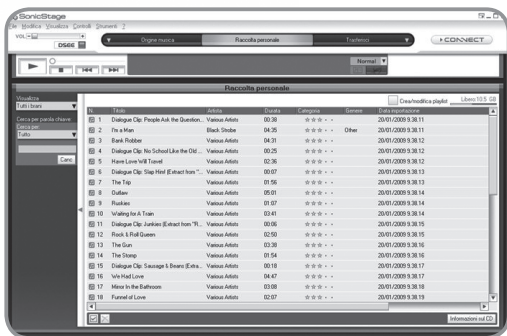 SonicStage
File Modifica Visualizza Controlli Strumenti ?
VOL
DSEE
Origine musica Raccolta personale Trasferisci
CONNECT
Normal
Raccolta personale
Visualizza
Tutti i brani
Cerca per parola chiave:
Cerca per:
Tutto
Canc
Crea/modifica playlist Libero:10.5 GB
N. Titolo Artista Durata Categoria Genere Data importazione
1 Dialogue Clip: People Ask the Question... Various Artists 00:38 20/01/2009 9.38.11
2 I'm a Man Black Strobe 04:35 Other 20/01/2009 9.38.11
3 Bank Robber Various Artists 04:31 20/01/2009 9.38.12
4 Dialogue Clip: No School Like the Old ... Various Artists 00:25 20/01/2009 9.38.12
5 Have Love Will Travel Various Artists 02:36 20/01/2009 9.38.12
6 Dialogue Clip: Slap Him! (Extract from "... Various Artists 00:07 20/01/2009 9.38.13
7 The Trip Various Artists 01:56 20/01/2009 9.38.13
8 Outlaw Various Artists 05:01 20/01/2009 9.38.14
9 Ruskies Various Artists 01:07 20/01/2009 9.38.14
10 Waiting for A Train Various Artists 03:41 20/01/2009 9.38.14
11 Dialogue Clip: Junkies (Extract from "R... Various Artists 00:06 20/01/2009 9.38.15
12 Rock & Roll Queen Various Artists 02:50 20/01/2009 9.38.15
13 The Gun Various Artists 03:38 20/01/2009 9.38.16
14 The Stomp Various Artists 01:54 20/01/2009 9.38.16
15 Dialogue Clip: Sausage & Beans (Extra... Various Artists 00:18 20/01/2009 9.38.16
16 We Had Love Various Artists 04:47 20/01/2009 9.38.17
17 Mirror In the Bathroom Various Artists 03:08 20/01/2009 9.38.18
18 Funnel of Love Various Artists 02:07 20/01/2009 9.38.19
Informazioni sul CD